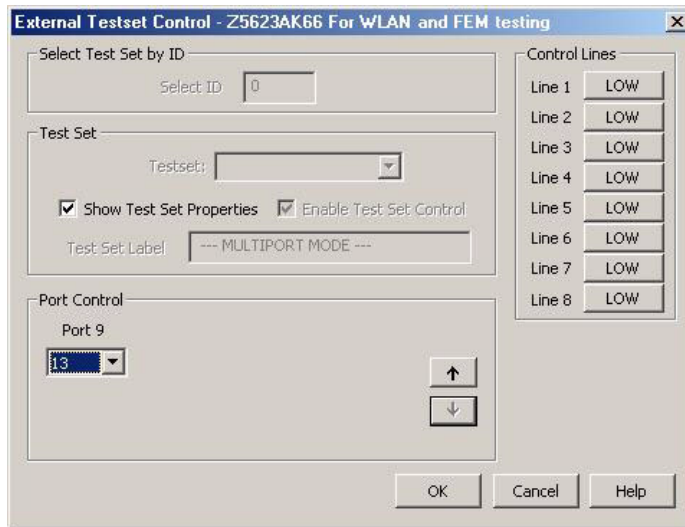 External Testset Control - Z5623AK66 For WLAN and FEM testing
Select Test Set by ID
Select ID 0
Test Set
Testset:
Show Test Set Properties
Enable Test Set Control
Test Set Label --- MULTIPORT MODE ---
Port Control
Port 9
13
Control Lines
Line 1 LOW
Line 2 LOW
Line 3 LOW
Line 4 LOW
Line 5 LOW
Line 6 LOW
Line 7 LOW
Line 8 LOW
OK
Cancel
Help